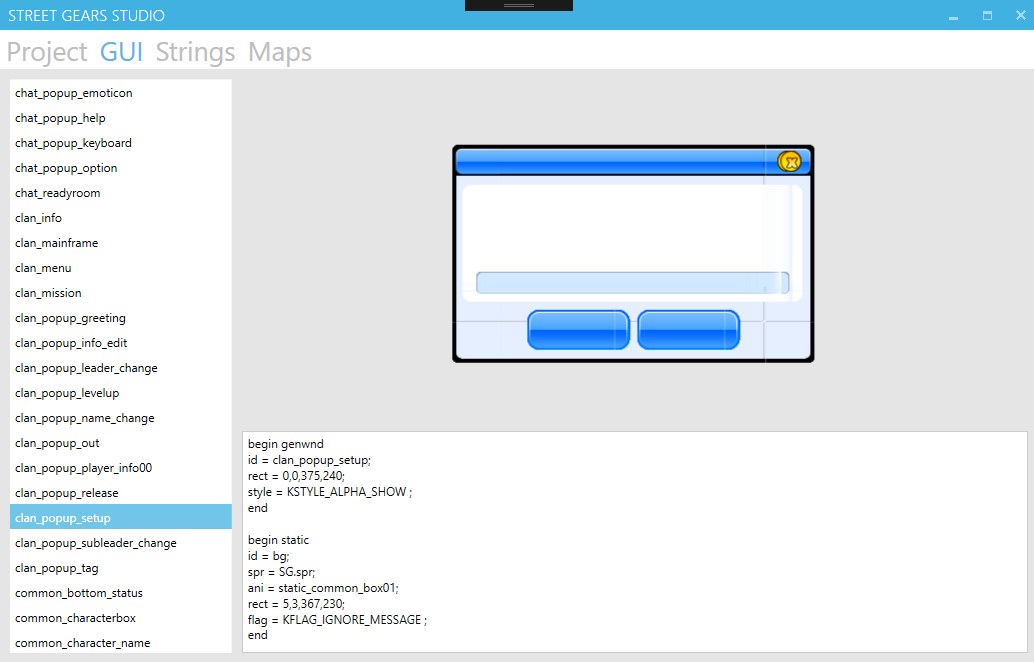 STREET GEARS STUDIO
Project GUI Strings Maps
chat_popup_emoticon
chat_popup_help
chat_popup_keyboard
chat_popup_option
chat_readyroom
clan_info
clan_mainframe
clan_menu
clan_mission
clan_popup_greeting
clan_popup_info_edit
clan_popup_leader_change
clan_popup_levelup
clan_popup_name_change
clan_popup_out
clan_popup_player_info00
clan_popup_release
clan_popup_setup
clan_popup_subleader_change
clan_popup_tag
common_bottom_status
common_characterbox
common_character_name
begin genwnd
id = clan_popup_setup;
rect = 0,0,375,240;
style = KSTYLE_ALPHA_SHOW ;
end
begin static
id = bg;
spr = SG.spr;
ani = static_common_box01;
rect = 5,3,367,230;
flag = KFLAG_IGNORE_MESSAGE ;
end